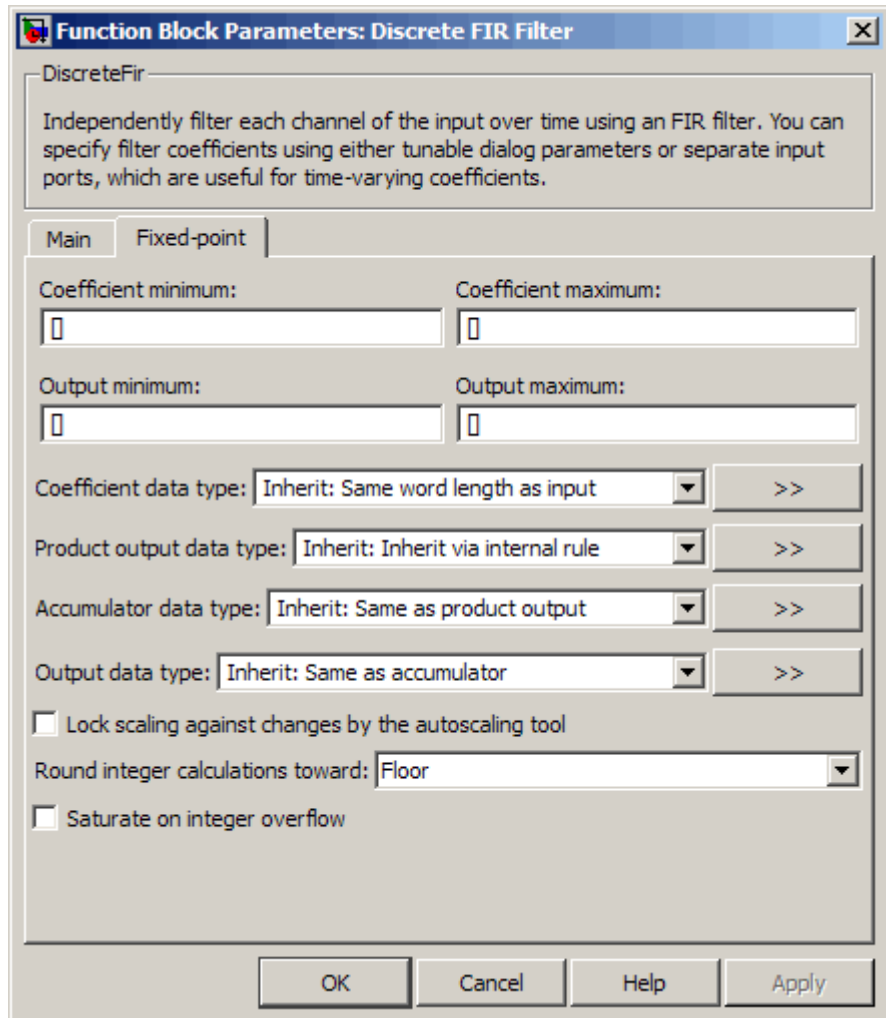 Function Block Parameters: Discrete FIR Filter
DiscreteFir
Independently filter each channel of the input over time using an FIR filter. You can
specify filter coefficients using either tunable dialog parameters or separate input
ports, which are useful for time-varying coefficients.
Main Fixed-point
Coefficient minimum: Coefficient maximum:
[] []
Output minimum: Output maximum:
[] []
Coefficient data type: Inherit: Same word length as input >>
Product output data type: Inherit: Inherit via internal rule >>
Accumulator data type: Inherit: Same as product output >>
Output data type: Inherit: Same as accumulator >>
Lock scaling against changes by the autoscaling tool
Round integer calculations toward: Floor
Saturate on integer overflow
OK Cancel Help Apply